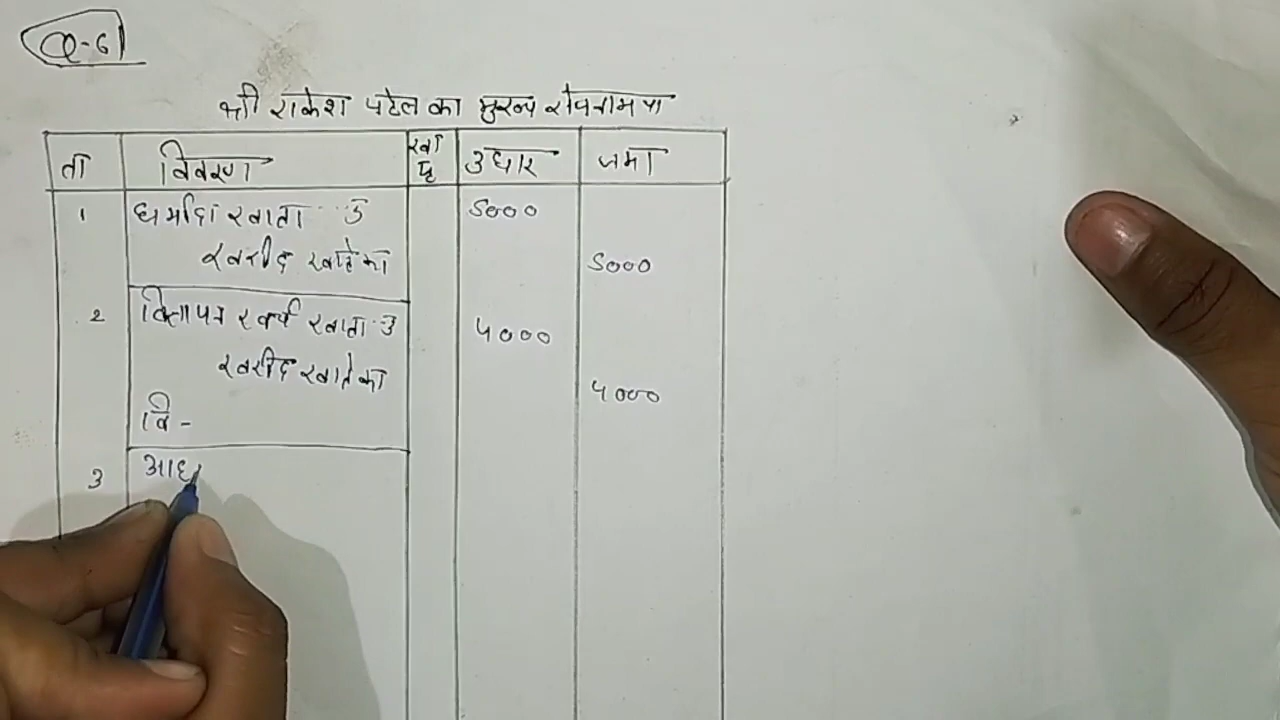 Q-6
श्री राकेश पटेल का मुख्य रोजनामचा
ता विवरण खा पृ उधार जमा
1 धर्मादा खाता ... उ 5000
खरीद खाते का 5000
2 विज्ञापन खर्च खाता .. उ 4000
खरीद खाते का 4000
वि -
3 आह